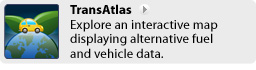 TransAtlas
Explore an interactive map
displaying alternative fuel
and vehicle data.